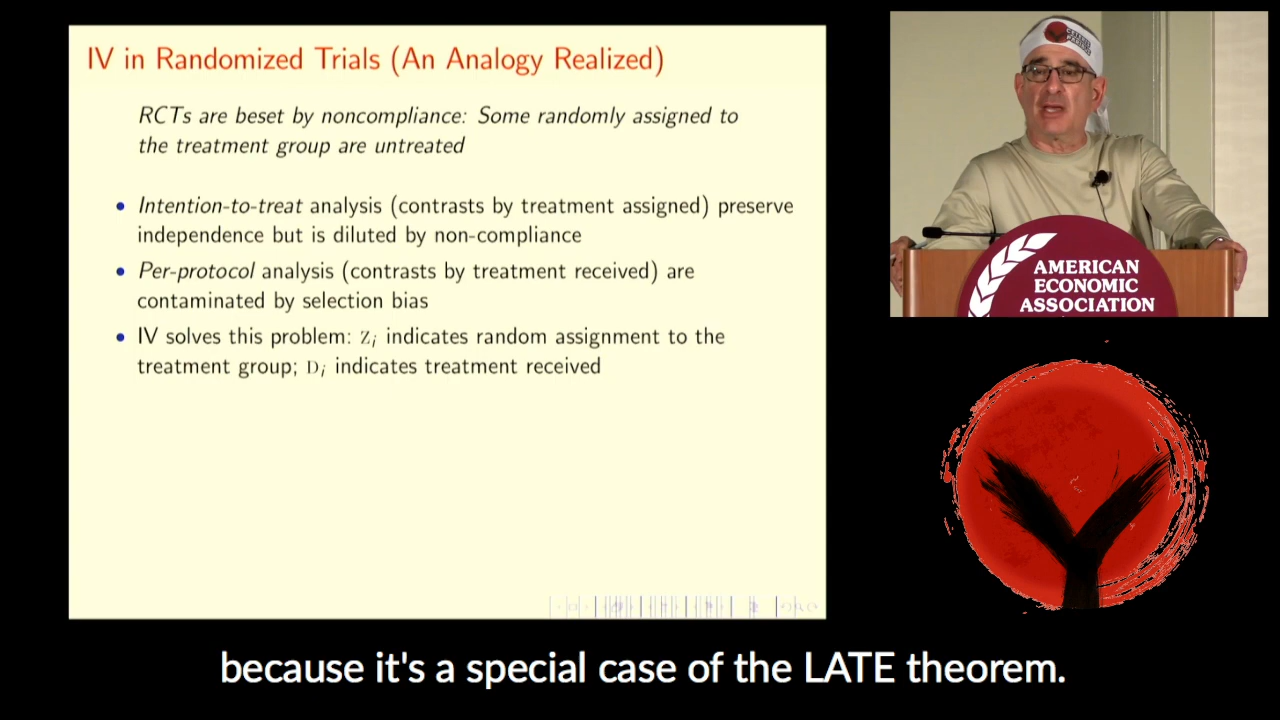 IV in Randomized Trials (An Analogy Realized)
RCTs are beset by noncompliance: Some randomly assigned to
the treatment group are untreated
• Intention-to-treat analysis (contrasts by treatment assigned) preserve
independence but is diluted by non-compliance
• Per-protocol analysis (contrasts by treatment received) are
contaminated by selection bias
• IV solves this problem: Zᵢ indicates random assignment to the
treatment group; Dᵢ indicates treatment received
AMERICAN
ECONOMIC
ASSOCIATION
because it's a special case of the LATE theorem.